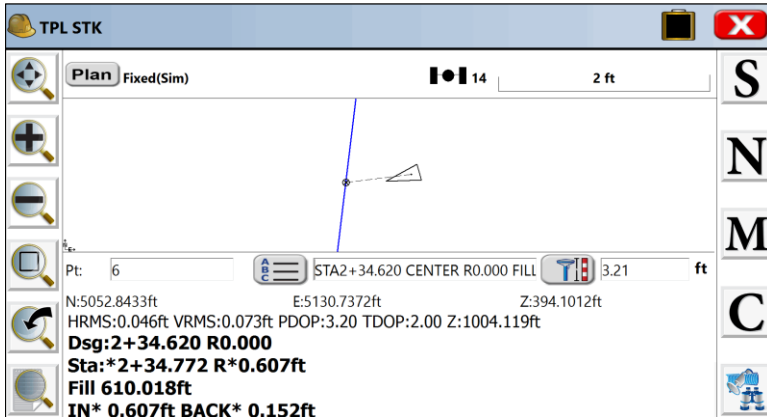 TPL STK
X
Plan Fixed(Sim) 14 2 ft
S
N
M
C
Pt: 6 A B C STA2+34.620 CENTER R0.000 FILL 3.21 ft
N:5052.8433ft E:5130.7372ft Z:394.1012ft
HRMS:0.046ft VRMS:0.073ft PDOP:3.20 TDOP:2.00 Z:1004.119ft
Dsg:2+34.620 R0.000
Sta:*2+34.772 R*0.607ft
Fill 610.018ft
IN* 0.607ft BACK* 0.152ft